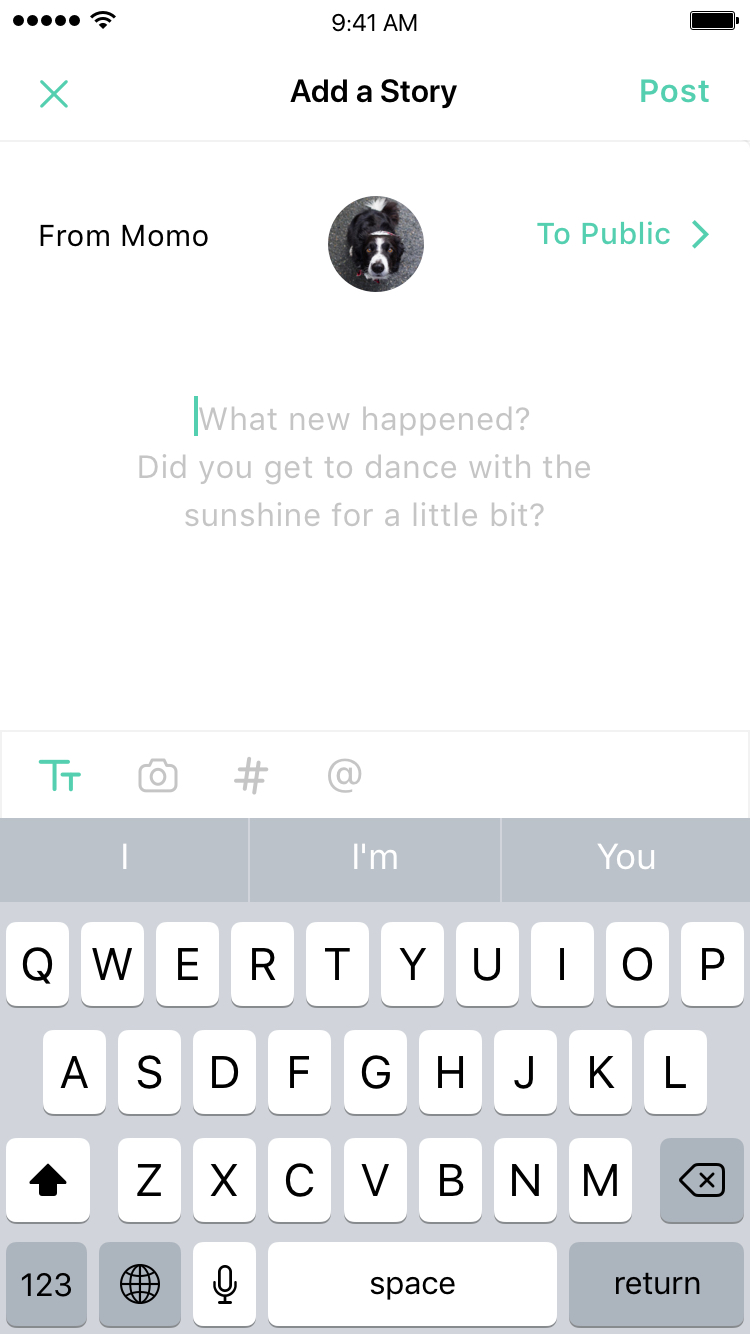 9:41 AM
Add a Story
Post
From Momo
To Public
What new happened?
Did you get to dance with the
sunshine for a little bit?
TT
#
@
I
I'm
You
Q W E R T Y U I O P
A S D F G H J K L
Z X C V B N M
123
space
return